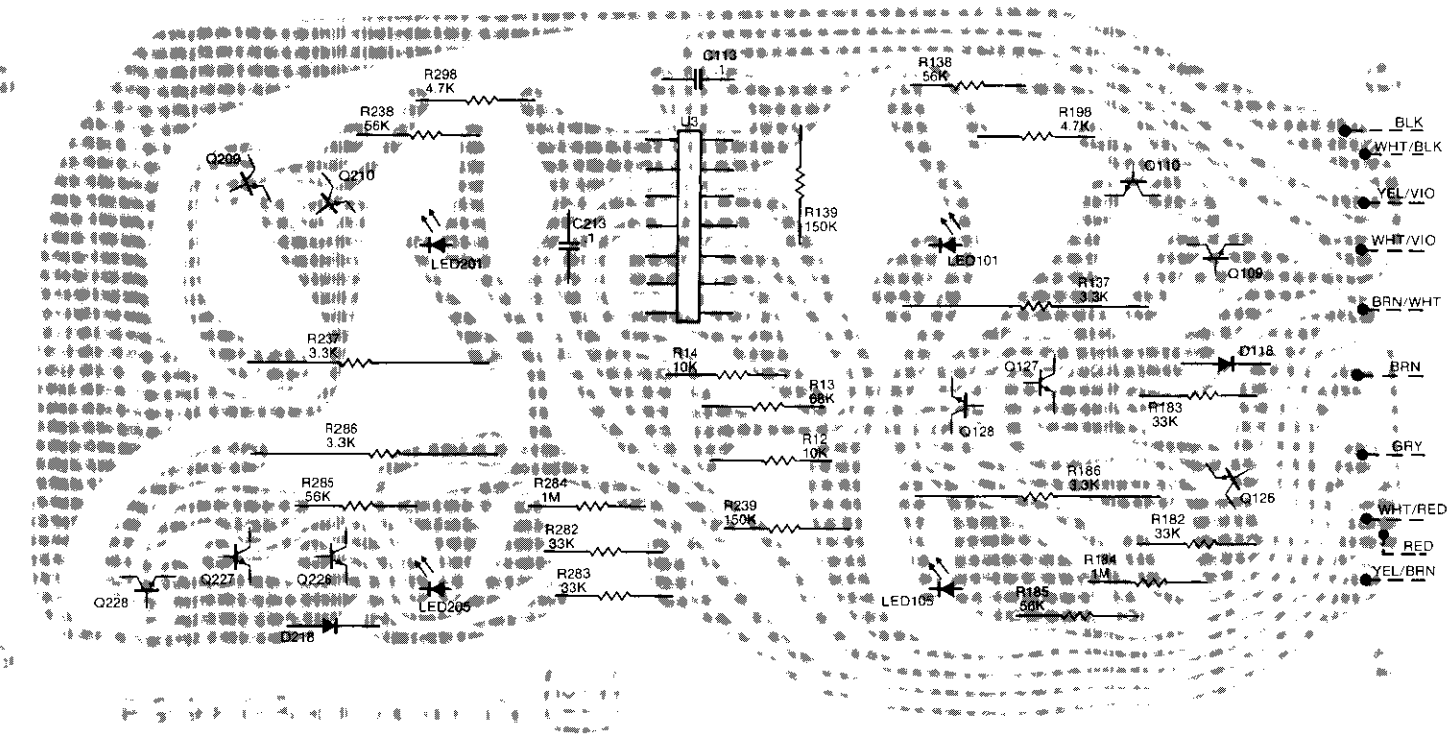 C113
.1
R138
56K
R298
4.7K
R238
56K
U3
R198
4.7K
BLK
WHT/BLK
Q209
Q210
Q110
YEL/VIO
R139
150K
C213
.1
WHT/VIO
LED201
LED101
Q109
R137
3.3K
BRN/WHT
R237
3.3K
R14
10K
D118
Q127
BRN
R13
68K
R183
33K
Q128
R286
3.3K
R12
10K
GRY
R285
56K
R284
1M
R186
3.3K
Q126
R239
150K
WHT/RED
R282
33K
R182
33K
RED
R184
1M
YEL/BRN
Q227
Q226
R283
33K
Q228
LED205
LED105
R185
56K
D218